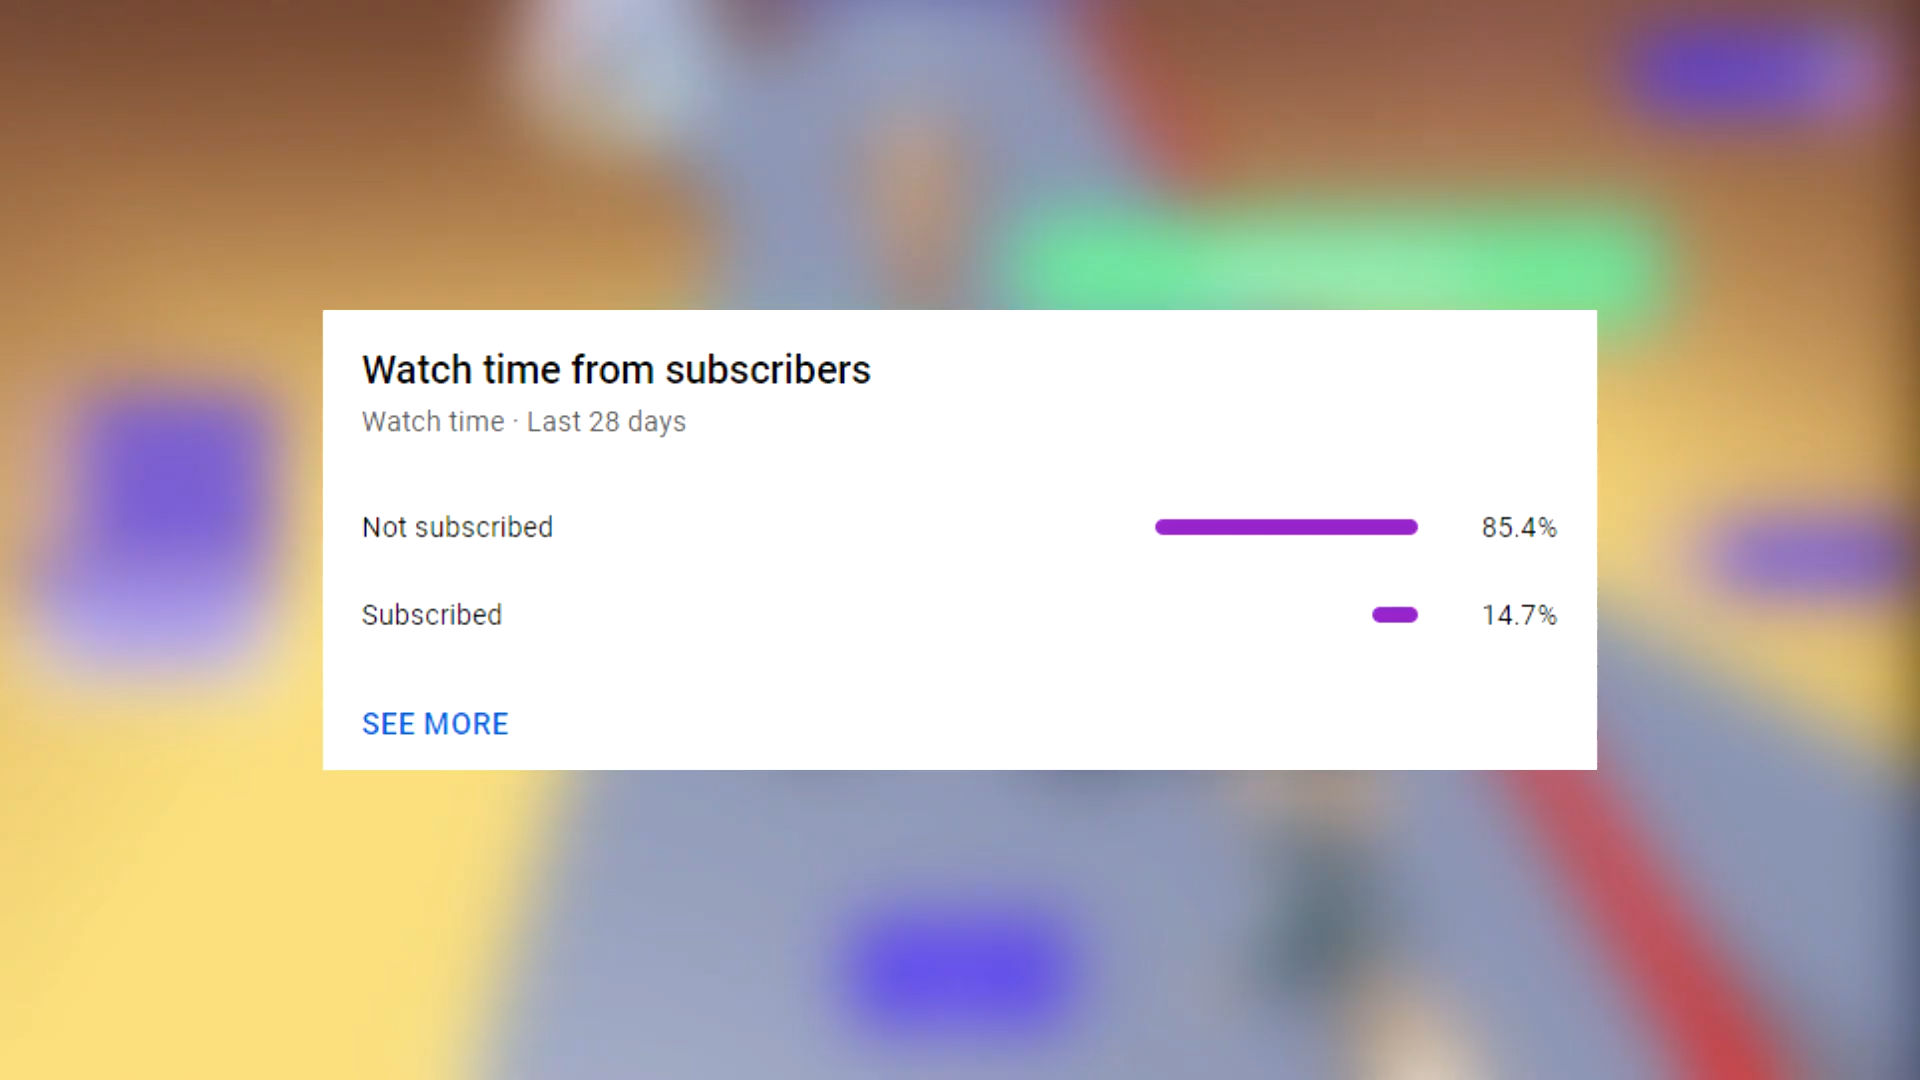 Watch time from subscribers
Watch time · Last 28 days
Not subscribed 85.4%
Subscribed 14.7%
SEE MORE